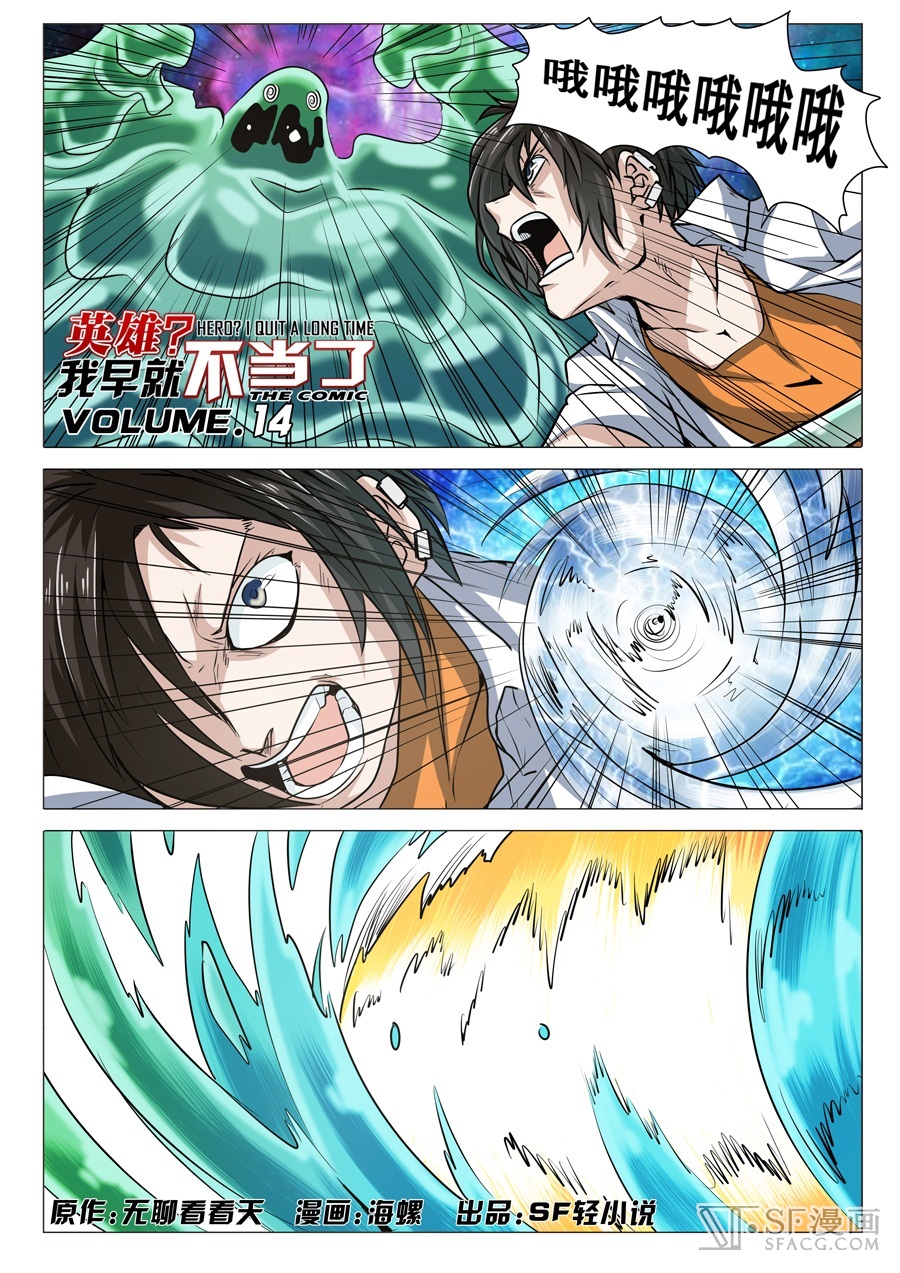 哦哦哦哦哦哦
英雄?
HERO? I QUIT A LONG TIME
我早就不当了
THE COMIC
VOLUME.14
原作:无聊看看天 漫画:海螺 出品:SF轻小说
SF漫画
SFACG.COM